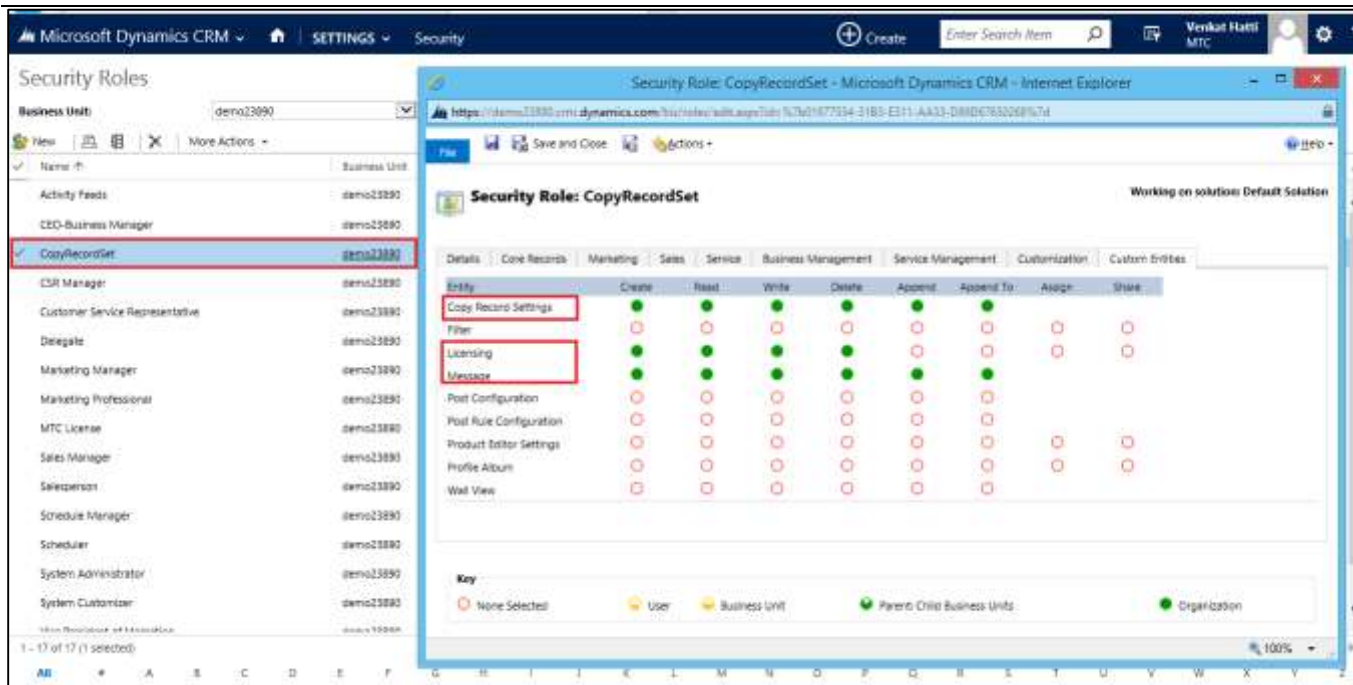 Microsoft Dynamics CRM
SETTINGS
Security
Create
Enter Search Item
Venkat Hatti
MTC
Security Roles
Business Unit:
demo23890
New
More Actions
Name
Business Unit
Activity Feeds demo23890
CEO-Business Manager demo23890
CopyRecordSet demo23890
CSR Manager demo23890
Customer Service Representative demo23890
Delegate demo23890
Marketing Manager demo23890
Marketing Professional demo23890
MTC License demo23890
Sales Manager demo23890
Salesperson demo23890
Schedule Manager demo23890
Scheduler demo23890
System Administrator demo23890
System Customizer demo23890
1 - 17 of 17 (1 selected)
All # A B C D E F G H I J K L M N O P Q R S T U V W X Y Z
Security Role: CopyRecordSet - Microsoft Dynamics CRM - Internet Explorer
dynamics.com
File
Save and Close
Actions
Help
Security Role: CopyRecordSet
Working on solution: Default Solution
Details Core Records Marketing Sales Service Business Management Service Management Customization Custom Entities
Entity Create Read Write Delete Append Append To Assign Share
Copy Record Settings
Filter
Licensing
Message
Post Configuration
Post Rule Configuration
Product Editor Settings
Profile Album
Wall View
Key
None Selected User Business Unit Parent: Child Business Units Organization
100%